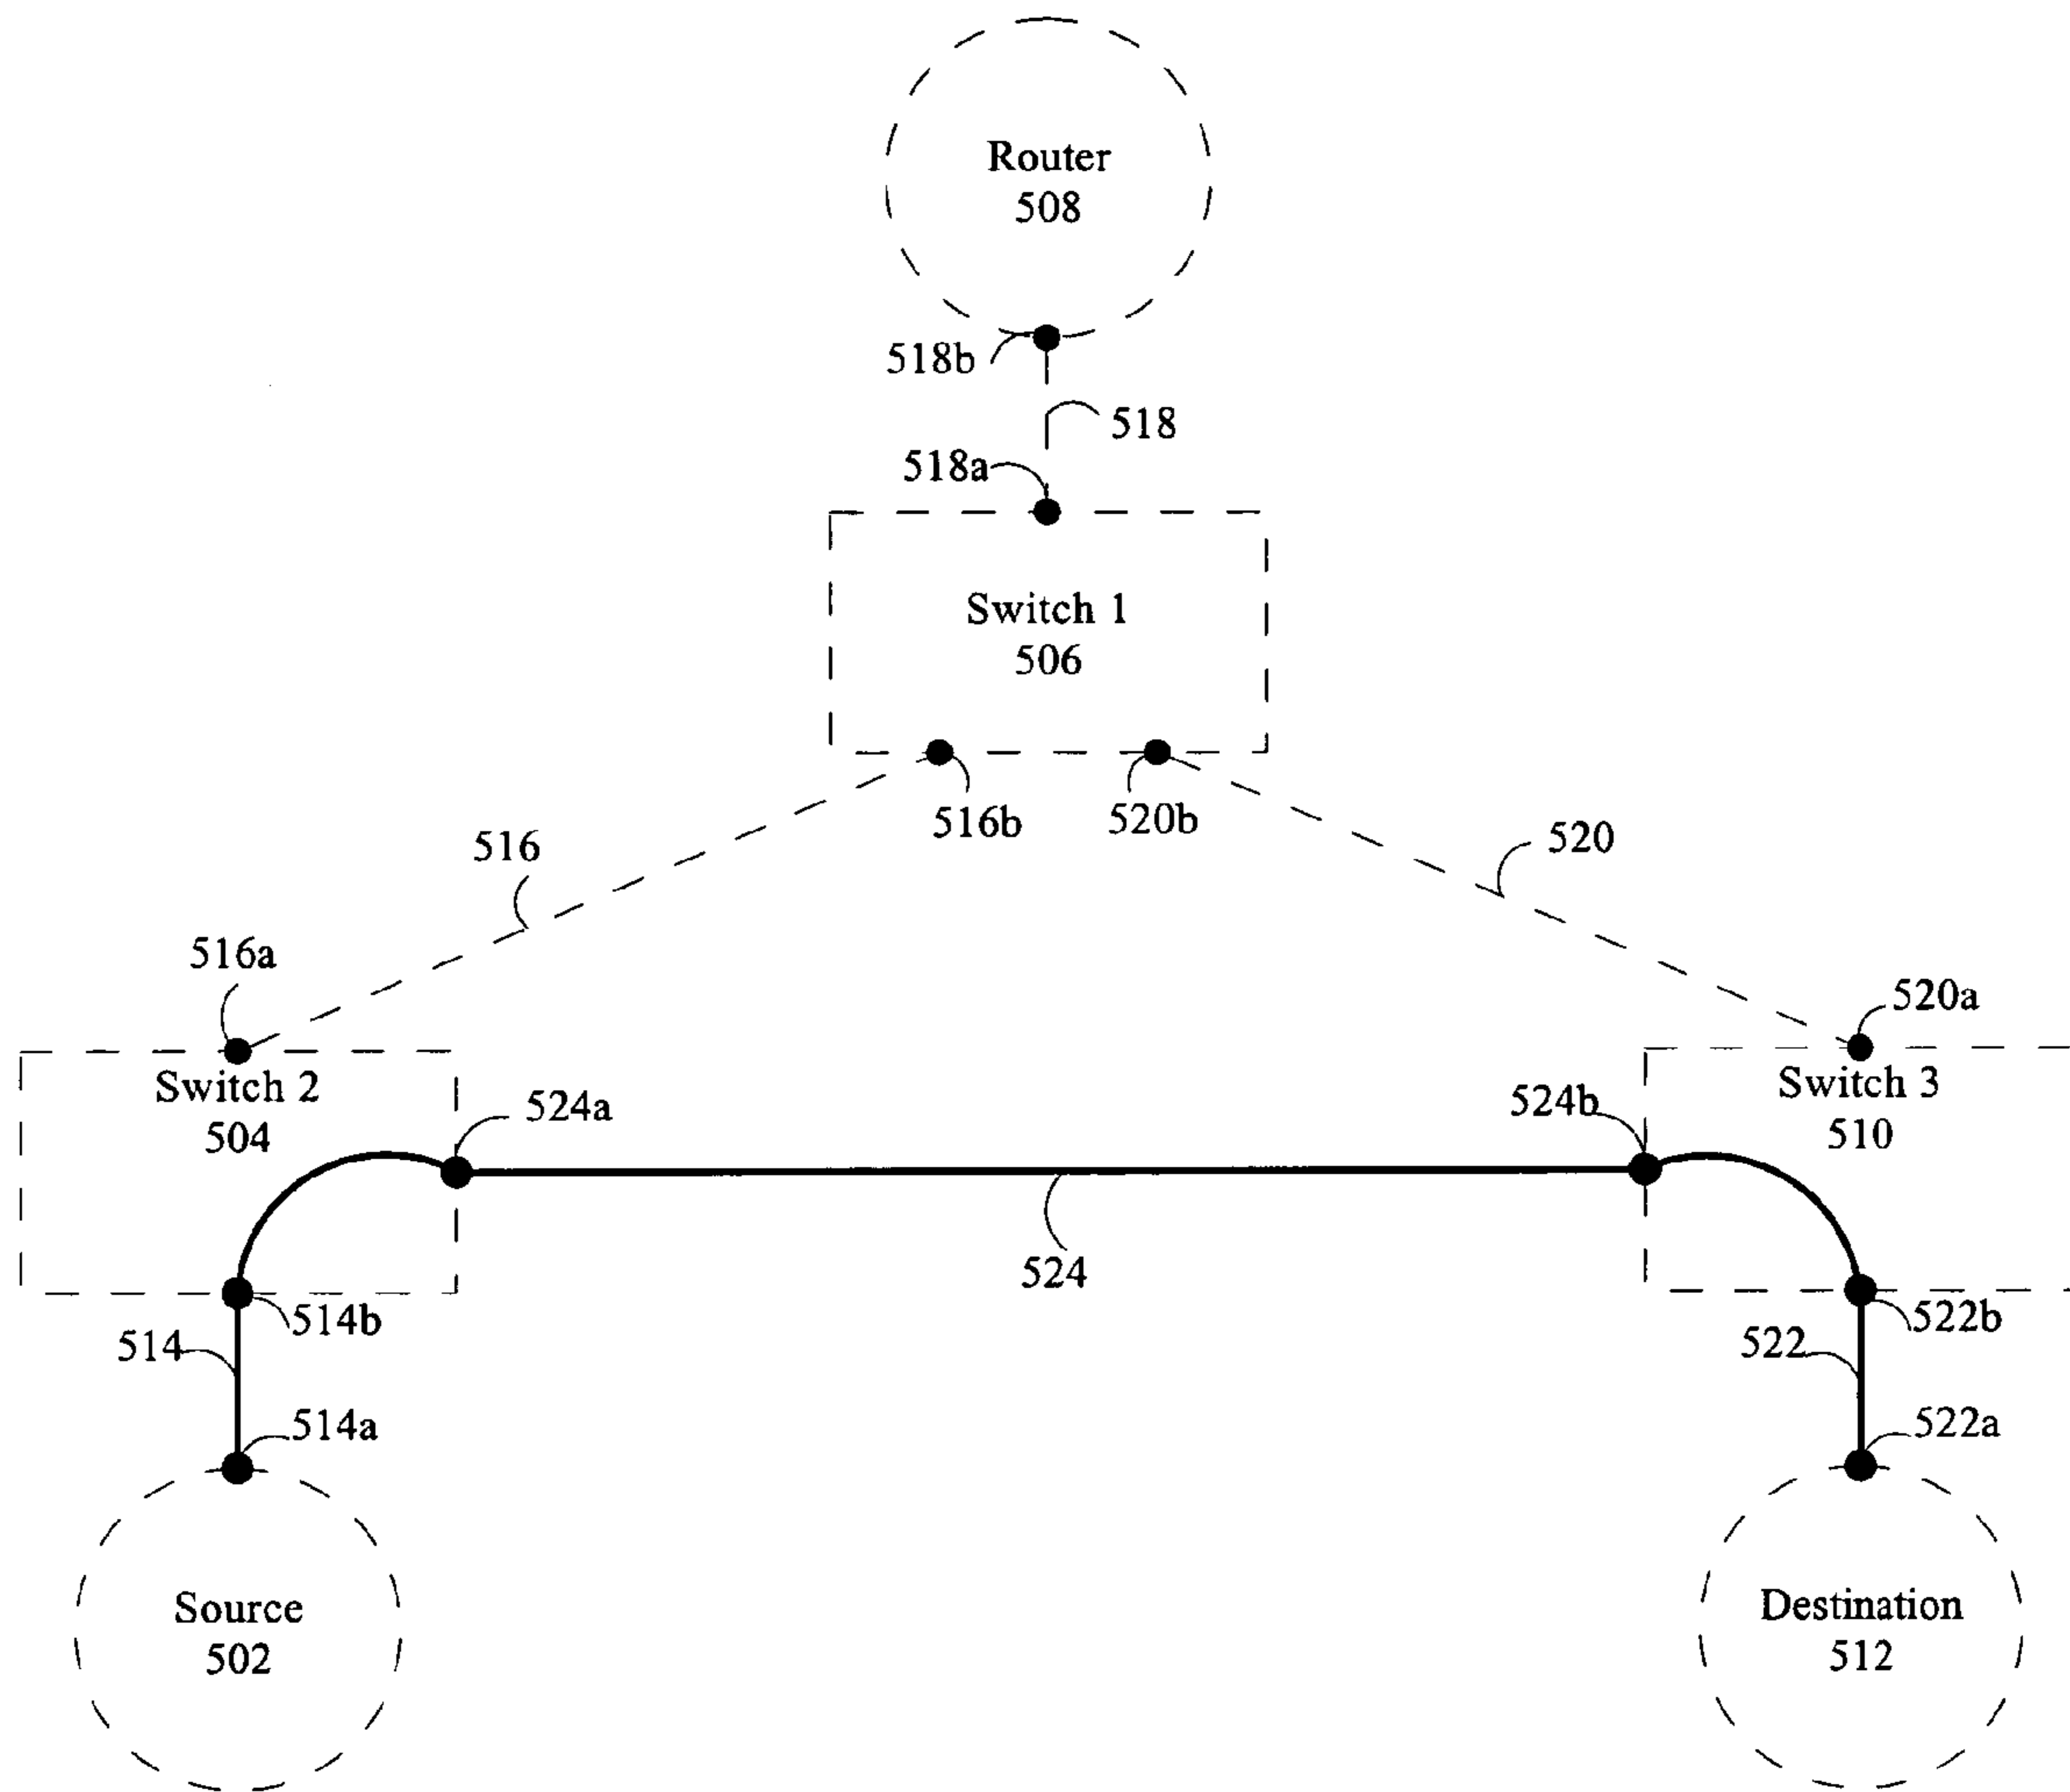 Router
508
518b
518
518a
Switch 1
506
516b
520b
516
520
516a
520a
Switch 2
504
524a
524b
Switch 3
510
524
514b
522b
514
522
514a
522a
Source
502
Destination
512